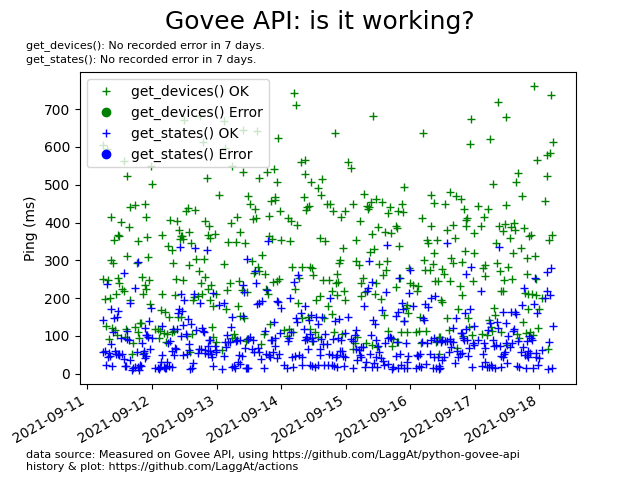 Govee API: is it working?
get_devices(): No recorded error in 7 days.
get_states(): No recorded error in 7 days.
get_devices() OK
get_devices() Error
get_states() OK
get_states() Error
Ping (ms)
700
600
500
400
300
200
100
0
2021-09-11
2021-09-12
2021-09-13
2021-09-14
2021-09-15
2021-09-16
2021-09-17
2021-09-18
data source: Measured on Govee API, using https://github.com/LaggAt/python-govee-api
history & plot: https://github.com/LaggAt/actions